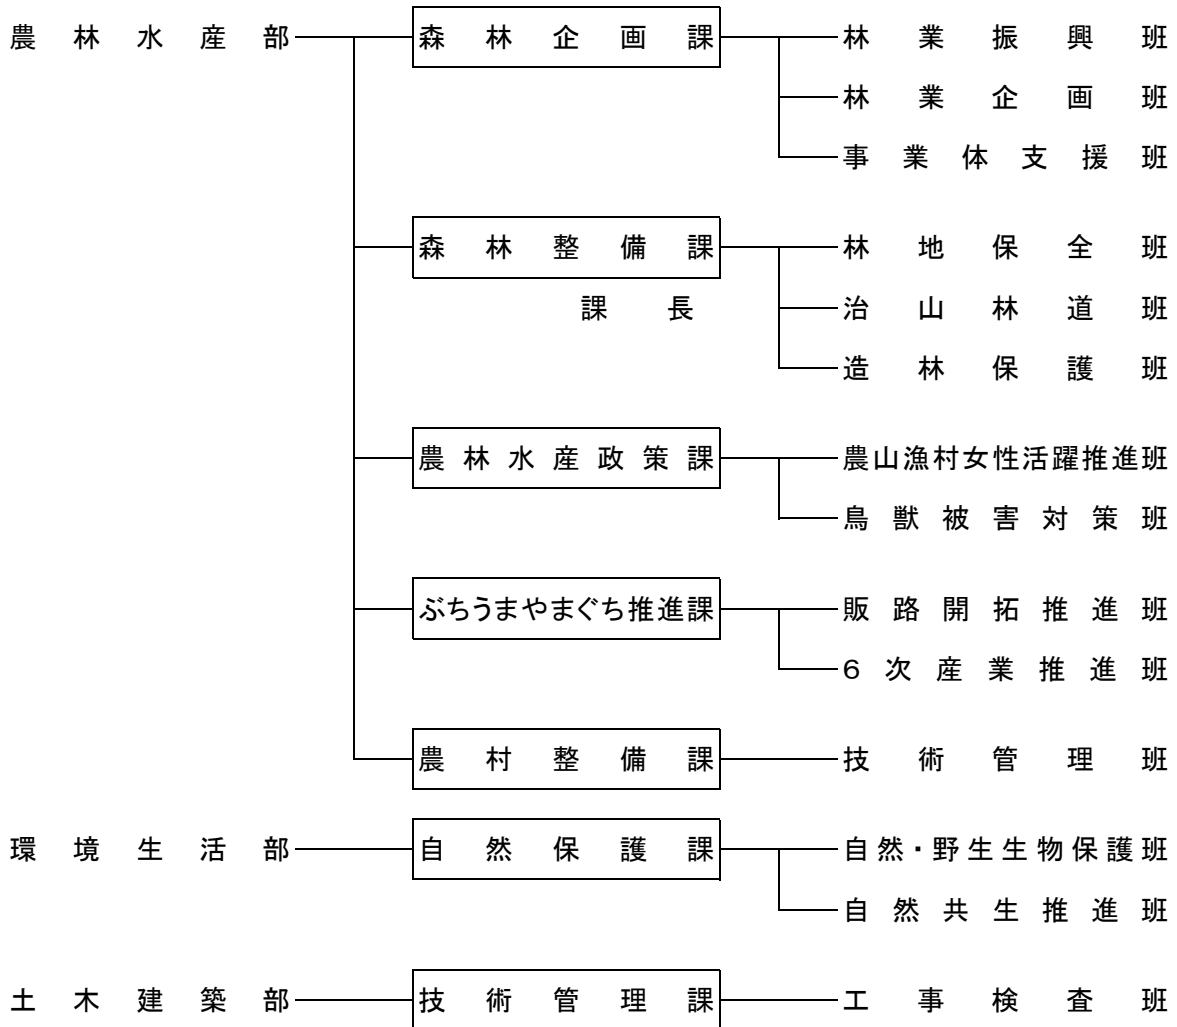 農林水産部 森林企画課 林業振興班
林業企画班
事業体支援班
森林整備課 林地保全班
課長 治山林道班
造林保護班
農林水産政策課 農山漁村女性活躍推進班
鳥獣被害対策班
ぶちうまやまぐち推進課 販路開拓推進班
6次産業推進班
農村整備課 技術管理班
環境生活部 自然保護課 自然・野生生物保護班
自然共生推進班
土木建築部 技術管理課 工事検査班